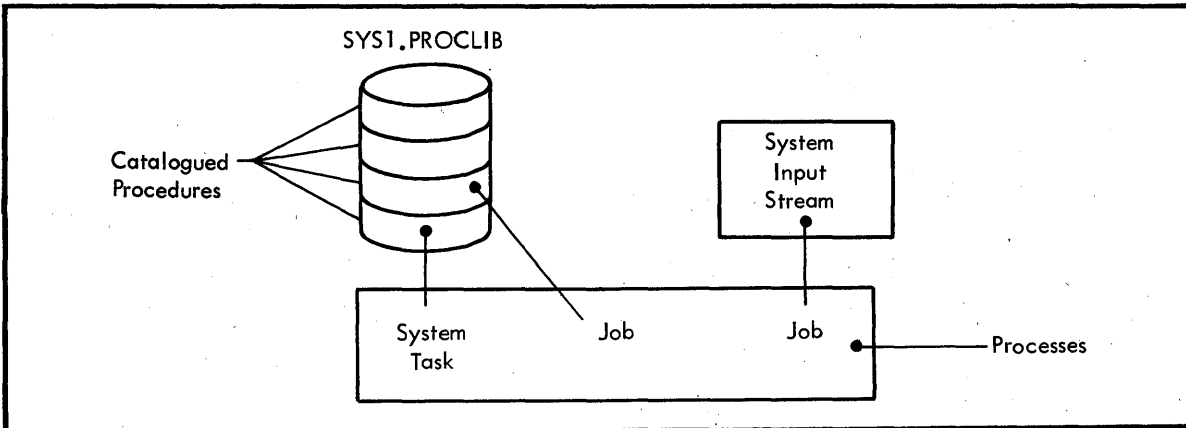 SYS1.PROCLIB
Catalogued
Procedures
System
Input
Stream
System
Task
Job
Job
Processes